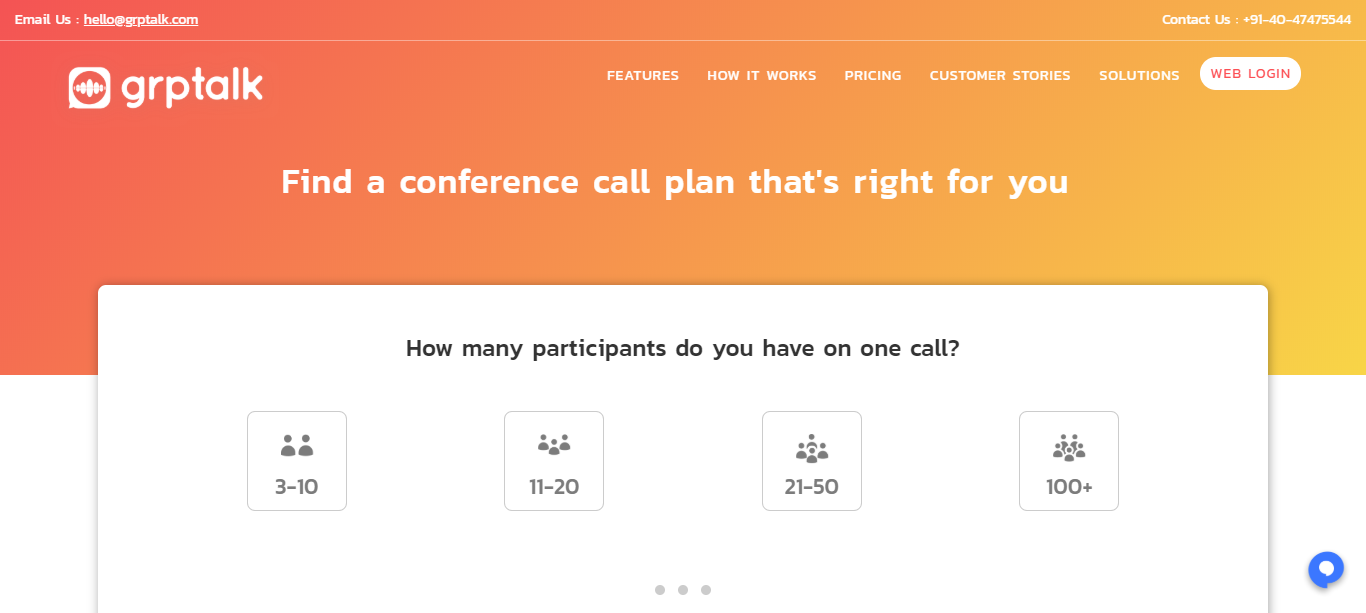 Email Us : hello@grptalk.com
Contact Us : +91-40-47475544
grptalk
FEATURES HOW IT WORKS PRICING CUSTOMER STORIES SOLUTIONS WEB LOGIN
Find a conference call plan that's right for you
How many participants do you have on one call?
3-10 11-20 21-50 100+